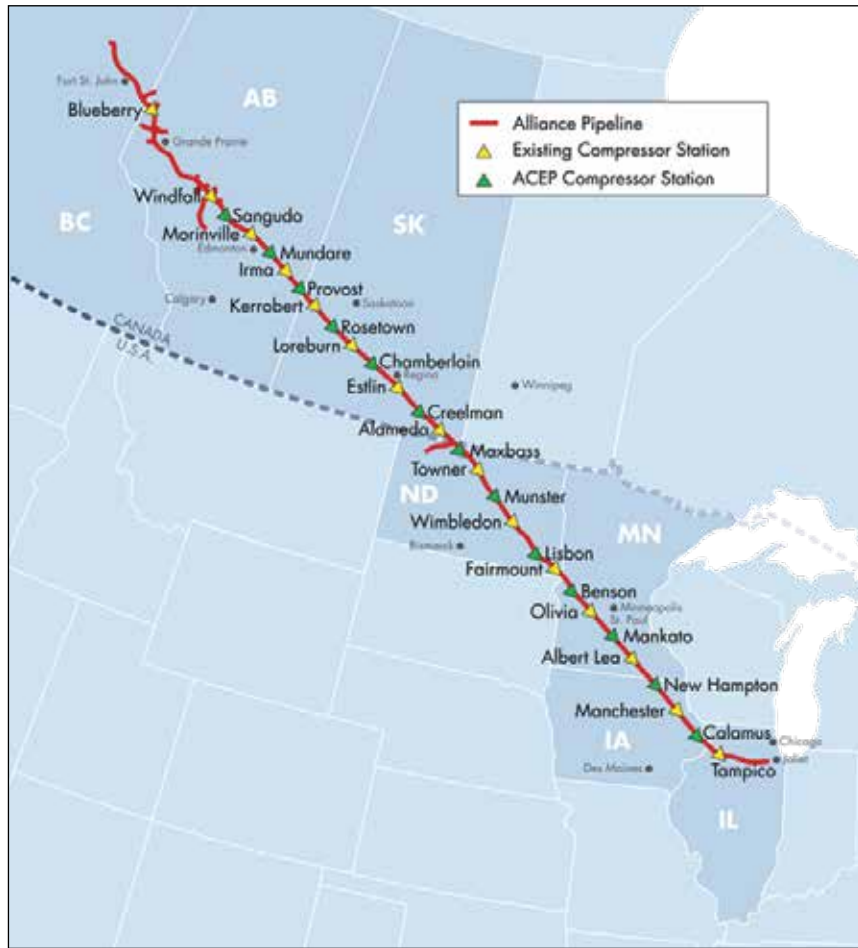 Fort St. John
Blueberry
AB
Alliance Pipeline
Existing Compressor Station
ACEP Compressor Station
Grande Prairie
Windfall
BC
Sangudo
SK
Morinville
Edmonton
Mundare
Irma
Provost
Calgary
Kerrobert
Saskatoon
Rosetown
CANADA
U.S.A.
Loreburn
Chamberlain
Regina
Estlin
Winnipeg
Creelman
Alameda
Maxbass
Towner
ND
Munster
Wimbledon
MN
Bismarck
Lisbon
Fairmount
Benson
Olivia
Minneapolis
St. Paul
Mankato
Albert Lea
New Hampton
Manchester
Calamus
IA
Chicago
Joliet
Des Moines
Tampico
IL